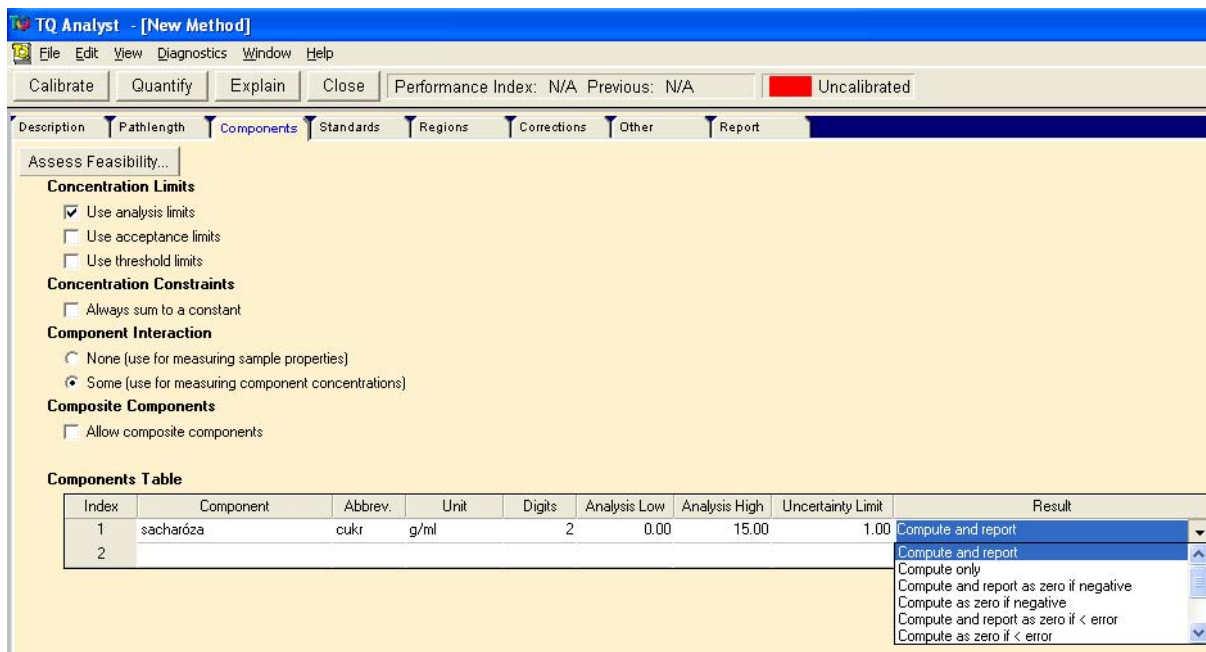 TQ Analyst - [New Method]
File Edit View Diagnostics Window Help
Calibrate Quantify Explain Close Performance Index: N/A Previous: N/A Uncalibrated
Description Pathlength Components Standards Regions Corrections Other Report
Assess Feasibility...
Concentration Limits
Use analysis limits
Use acceptance limits
Use threshold limits
Concentration Constraints
Always sum to a constant
Component Interaction
None (use for measuring sample properties)
Some (use for measuring component concentrations)
Composite Components
Allow composite components
Components Table
Index Component Abbrev. Unit Digits Analysis Low Analysis High Uncertainty Limit Result
1 sacharóza cukr g/ml 2 0.00 15.00 1.00 Compute and report
2 Compute and report
Compute only
Compute and report as zero if negative
Compute as zero if negative
Compute and report as zero if < error
Compute as zero if < error